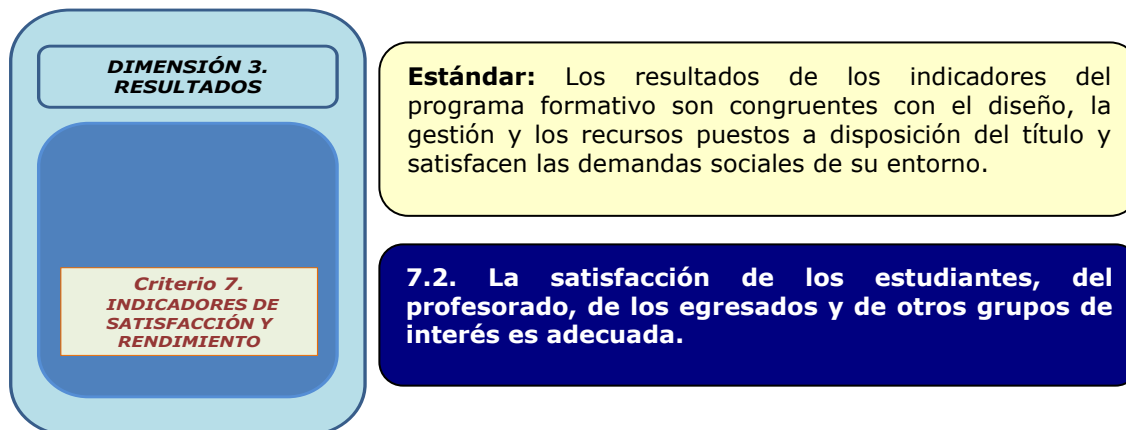 DIMENSIÓN 3.
RESULTADOS
Criterio 7.
INDICADORES DE
SATISFACCIÓN Y
RENDIMIENTO
Estándar: Los resultados de los indicadores del
programa formativo son congruentes con el diseño, la
gestión y los recursos puestos a disposición del título y
satisfacen las demandas sociales de su entorno.
7.2. La satisfacción de los estudiantes, del
profesorado, de los egresados y de otros grupos de
interés es adecuada.